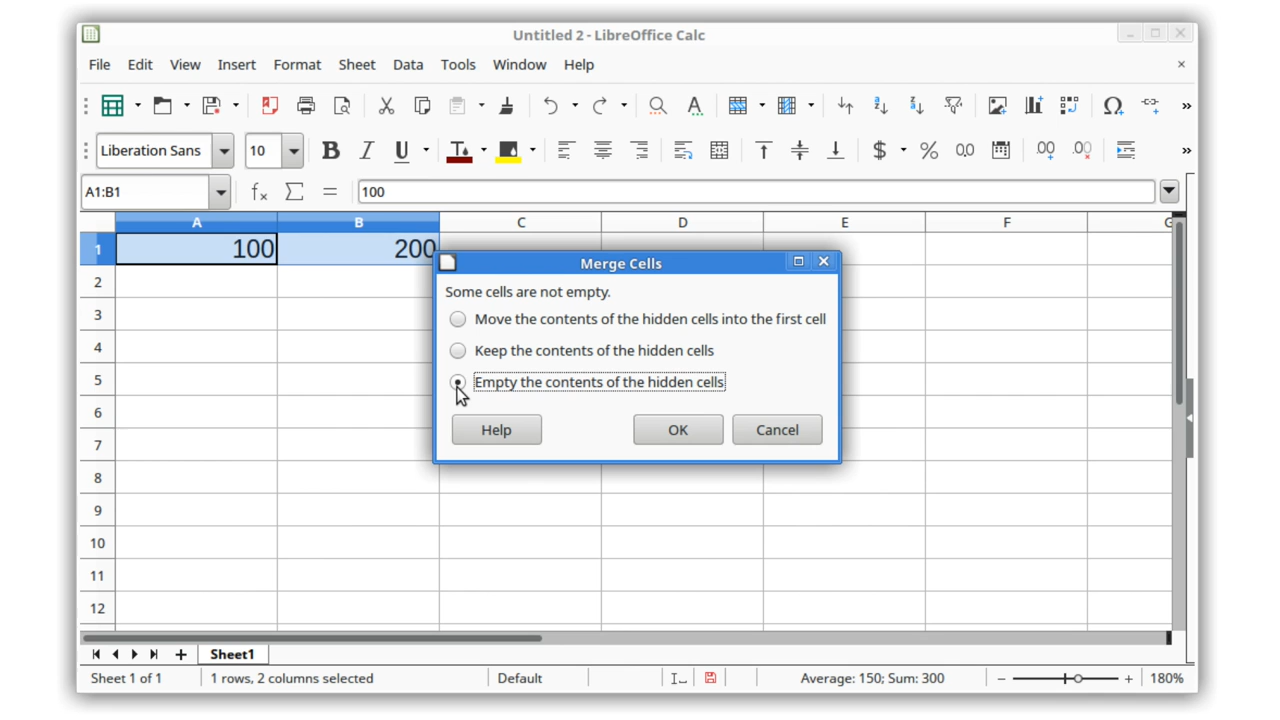 Untitled 2 - LibreOffice Calc
File Edit View Insert Format Sheet Data Tools Window Help
Liberation Sans 10
A1:B1 100
A B C D E F G
1 100 200
2
3
4
5
6
7
8
9
10
11
12
Merge Cells
Some cells are not empty.
Move the contents of the hidden cells into the first cell
Keep the contents of the hidden cells
Empty the contents of the hidden cells
Help OK Cancel
Sheet1
Sheet 1 of 1 1 rows, 2 columns selected Default Average: 150; Sum: 300 180%